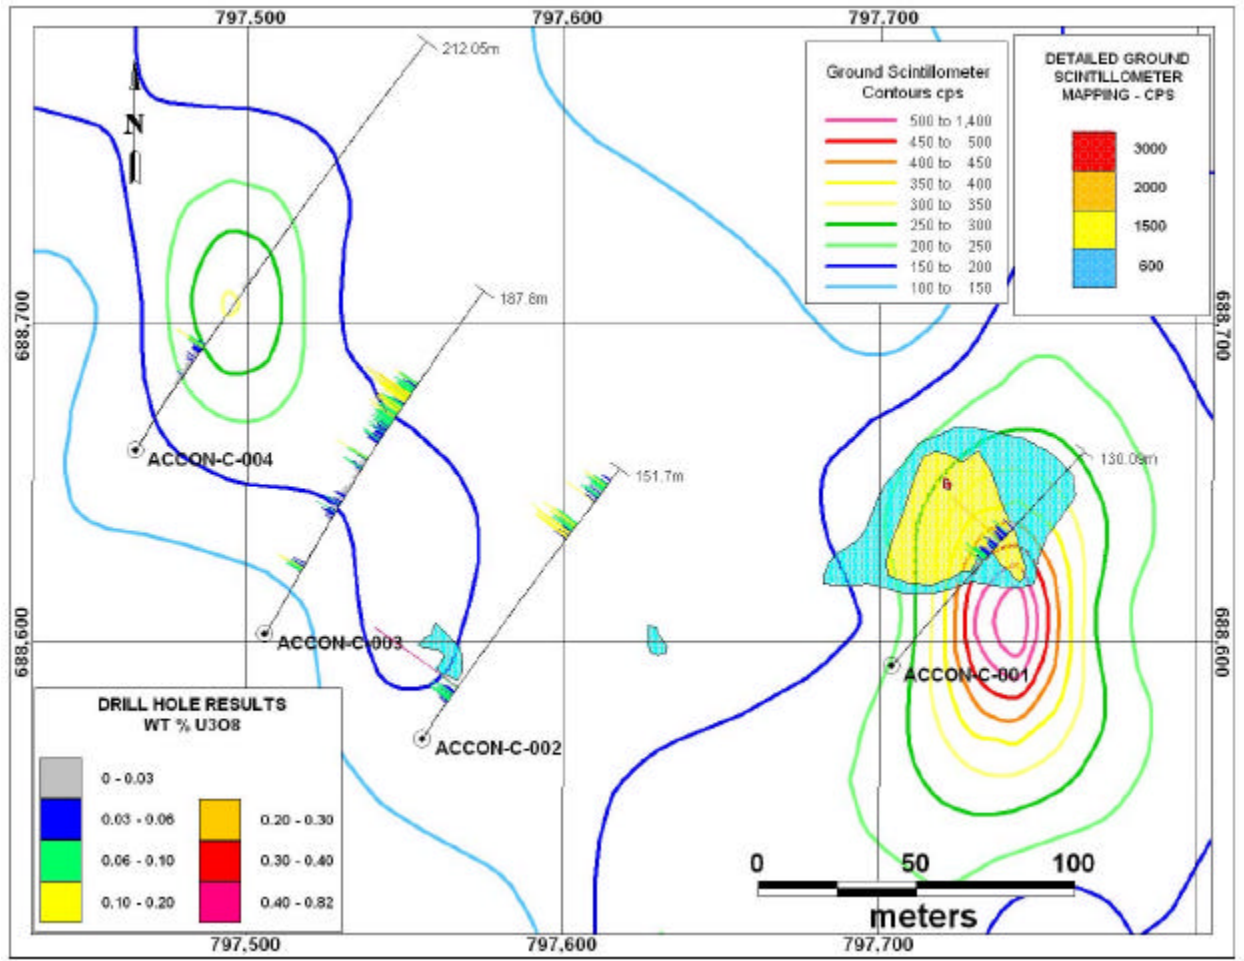 797,500 797,600 797,700
212.05m
N
Ground Scintillometer
Contours cps
500 to 1,400
450 to 500
400 to 450
350 to 400
300 to 350
250 to 300
200 to 250
150 to 200
100 to 150
DETAILED GROUND
SCINTILLOMETER
MAPPING - CPS
3000
2000
1500
600
187.8m
688,700
688,700
ACCON-C-004
151.7m
130.09m
ACCON-C-003
688,600
688,600
ACCON-C-001
ACCON-C-002
DRILL HOLE RESULTS
WT % U3O8
0 - 0.03
0.03 - 0.06 0.20 - 0.30
0.06 - 0.10 0.30 - 0.40
0.10 - 0.20 0.40 - 0.82
0 50 100
meters
797,500 797,600 797,700